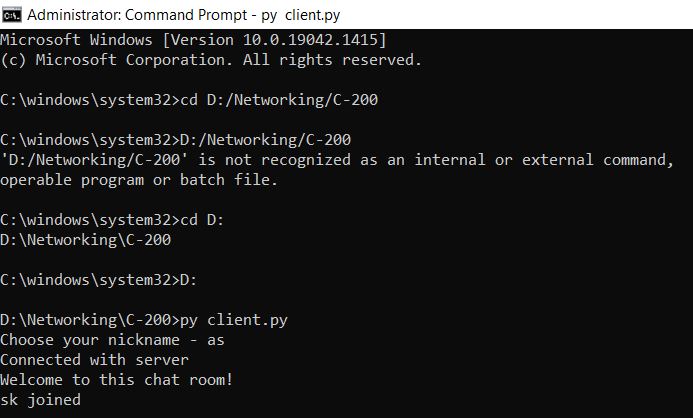 Administrator: Command Prompt - py  client.py
Microsoft Windows [Version 10.0.19042.1415]
(c) Microsoft Corporation. All rights reserved.
C:\windows\system32>cd D:/Networking/C-200
C:\windows\system32>D:/Networking/C-200
'D:/Networking/C-200' is not recognized as an internal or external command,
operable program or batch file.
C:\windows\system32>cd D:
D:\Networking\C-200
C:\windows\system32>D:
D:\Networking\C-200>py client.py
Choose your nickname - as
Connected with server
Welcome to this chat room!
sk joined